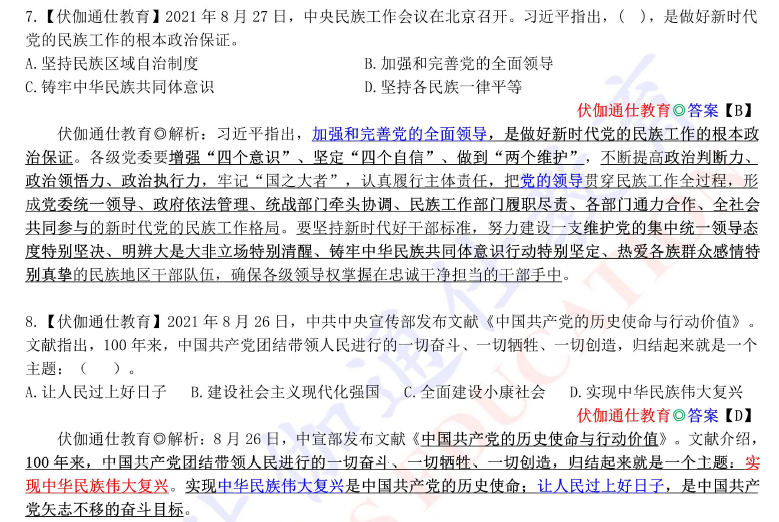 7.【伏伽通仕教育】2021 年 8 月 27 日，中央民族工作会议在北京召开。习近平指出，(   )，是做好新时代
党的民族工作的根本政治保证。
A.坚持民族区域自治制度 B.加强和完善党的全面领导
C.铸牢中华民族共同体意识 D.坚持各民族一律平等
伏伽通仕教育◎答案【B】
伏伽通仕教育◎解析：习近平指出，加强和完善党的全面领导，是做好新时代党的民族工作的根本政
治保证。各级党委要增强“四个意识”、坚定“四个自信”、做到“两个维护”，不断提高政治判断力、
政治领悟力、政治执行力，牢记“国之大者”，认真履行主体责任，把党的领导贯穿民族工作全过程，形
成党委统一领导、政府依法管理、统战部门牵头协调、民族工作部门履职尽责、各部门通力合作、全社会
共同参与的新时代党的民族工作格局。要坚持新时代好干部标准，努力建设一支维护党的集中统一领导态
度特别坚决、明辨大是大非立场特别清醒、铸牢中华民族共同体意识行动特别坚定、热爱各族群众感情特
别真挚的民族地区干部队伍，确保各级领导权掌握在忠诚干净担当的干部手中。
8.【伏伽通仕教育】2021 年 8 月 26 日，中共中央宣传部发布文献《中国共产党的历史使命与行动价值》。
文献指出，100 年来，中国共产党团结带领人民进行的一切奋斗、一切牺牲、一切创造，归结起来就是一个
主题：（   ）。
A.让人民过上好日子 B.建设社会主义现代化强国 C.全面建设小康社会 D.实现中华民族伟大复兴
伏伽通仕教育◎答案【D】
伏伽通仕教育◎解析：8 月 26 日，中宣部发布文献《中国共产党的历史使命与行动价值》。文献介绍，
100 年来，中国共产党团结带领人民进行的一切奋斗、一切牺牲、一切创造，归结起来就是一个主题：实
现中华民族伟大复兴。实现中华民族伟大复兴是中国共产党的历史使命；让人民过上好日子，是中国共产
党矢志不移的奋斗目标。